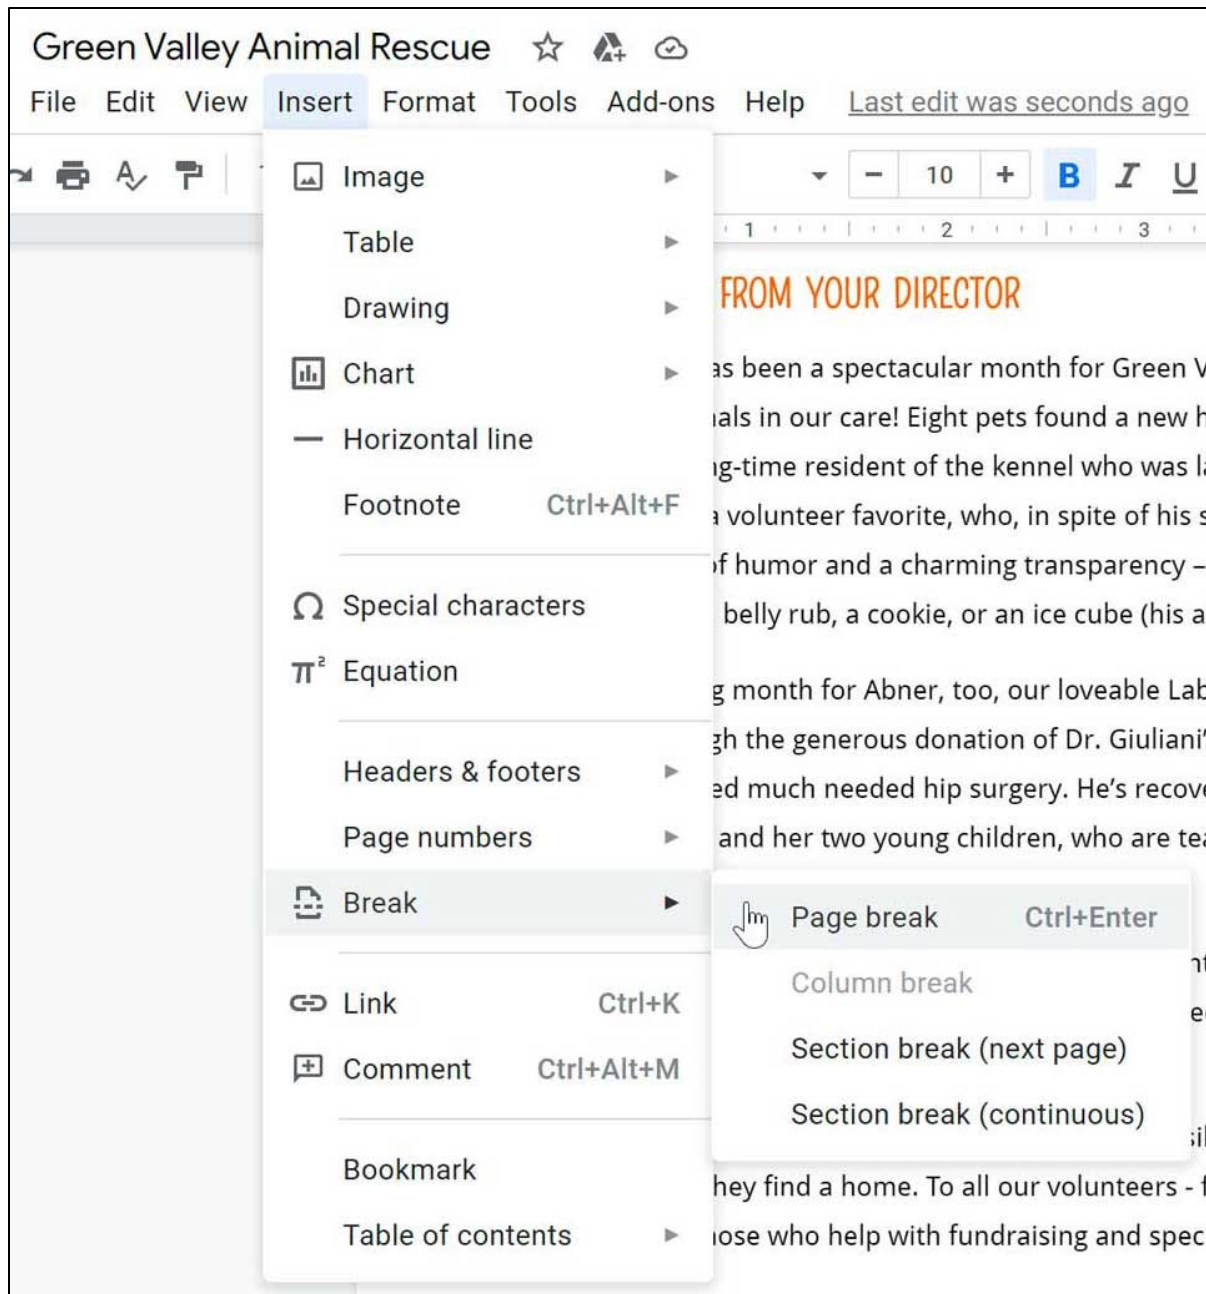 Green Valley Animal Rescue
File Edit View Insert Format Tools Add-ons Help Last edit was seconds ago
10 B I U
1 2 3
Image
Table
Drawing
Chart
Horizontal line
Footnote Ctrl+Alt+F
Special characters
π² Equation
Headers & footers
Page numbers
Break
Link Ctrl+K
Comment Ctrl+Alt+M
Bookmark
Table of contents
Page break Ctrl+Enter
Column break
Section break (next page)
Section break (continuous)
FROM YOUR DIRECTOR
been a spectacular month for Green
in our care! Eight pets found a new
-time resident of the kennel who was
volunteer favorite, who, in spite of his
humor and a charming transparency –
belly rub, a cookie, or an ice cube (his
month for Abner, too, our loveable
the generous donation of Dr. Giuliani’
much needed hip surgery. He’s
and her two young children, who are
find a home. To all our volunteers -
who help with fundraising and